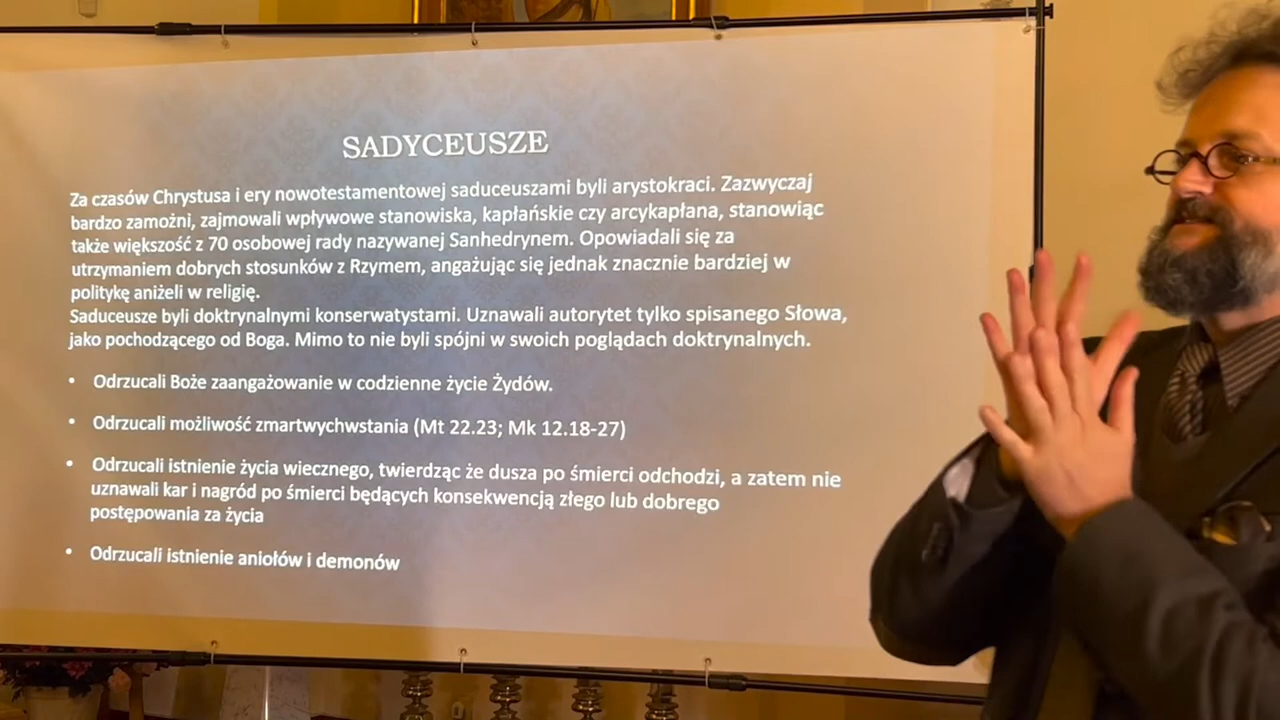 SADYCEUSZE
Za czasów Chrystusa i ery nowotestamentowej saduceuszami byli arystokraci. Zazwyczaj
bardzo zamożni, zajmowali wpływowe stanowiska, kapłańskie czy arcykapłana, stanowiąc
także większość z 70 osobowej rady nazywanej Sanhedrynem. Opowiadali się za
utrzymaniem dobrych stosunków z Rzymem, angażując się jednak znacznie bardziej w
politykę aniżeli w religię.
Saduceusze byli doktrynalnymi konserwatystami. Uznawali autorytet tylko spisanego Słowa,
jako pochodzącego od Boga. Mimo to nie byli spójni w swoich poglądach doktrynalnych.
• Odrzucali Boże zaangażowanie w codzienne życie Żydów.
• Odrzucali możliwość zmartwychwstania (Mt 22.23; Mk 12.18-27)
• Odrzucali istnienie życia wiecznego, twierdząc że dusza po śmierci odchodzi, a zatem nie
uznawali kar i nagród po śmierci będących konsekwencją złego lub dobrego
postępowania za życia
• Odrzucali istnienie aniołów i demonów